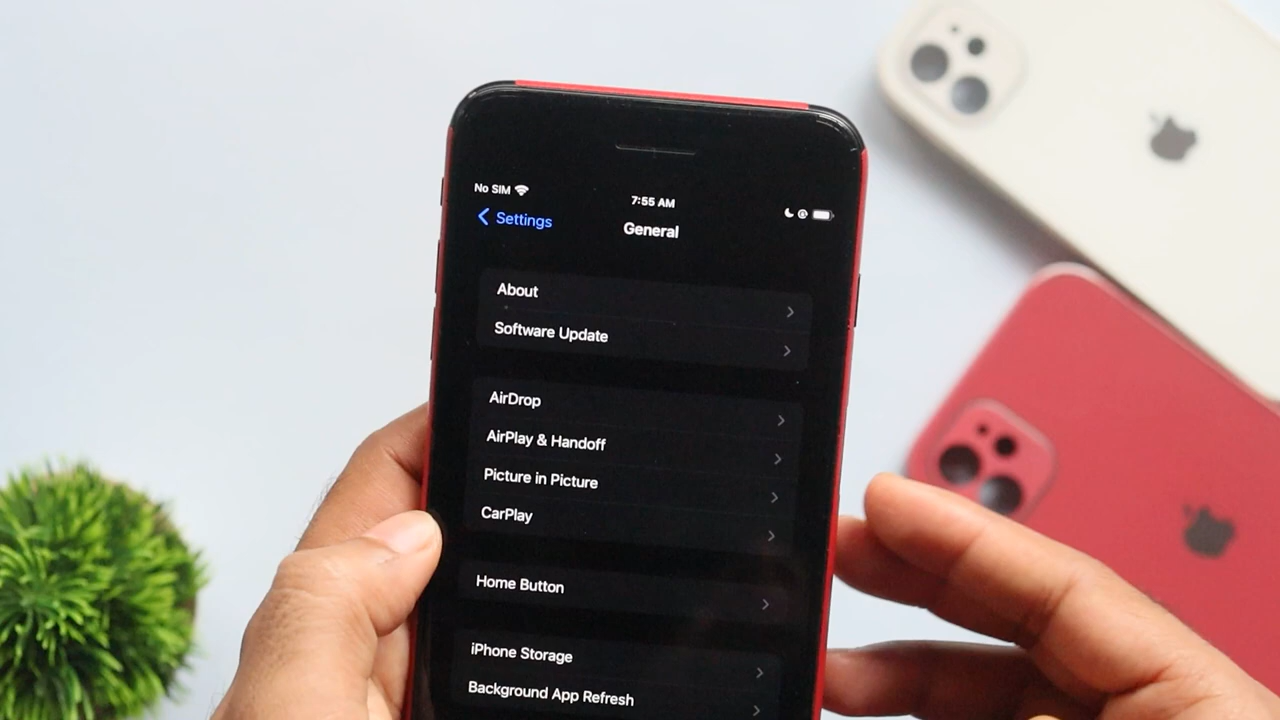 No SIM
7:55 AM
Settings
General
About
Software Update
AirDrop
AirPlay & Handoff
Picture in Picture
CarPlay
Home Button
iPhone Storage
Background App Refresh